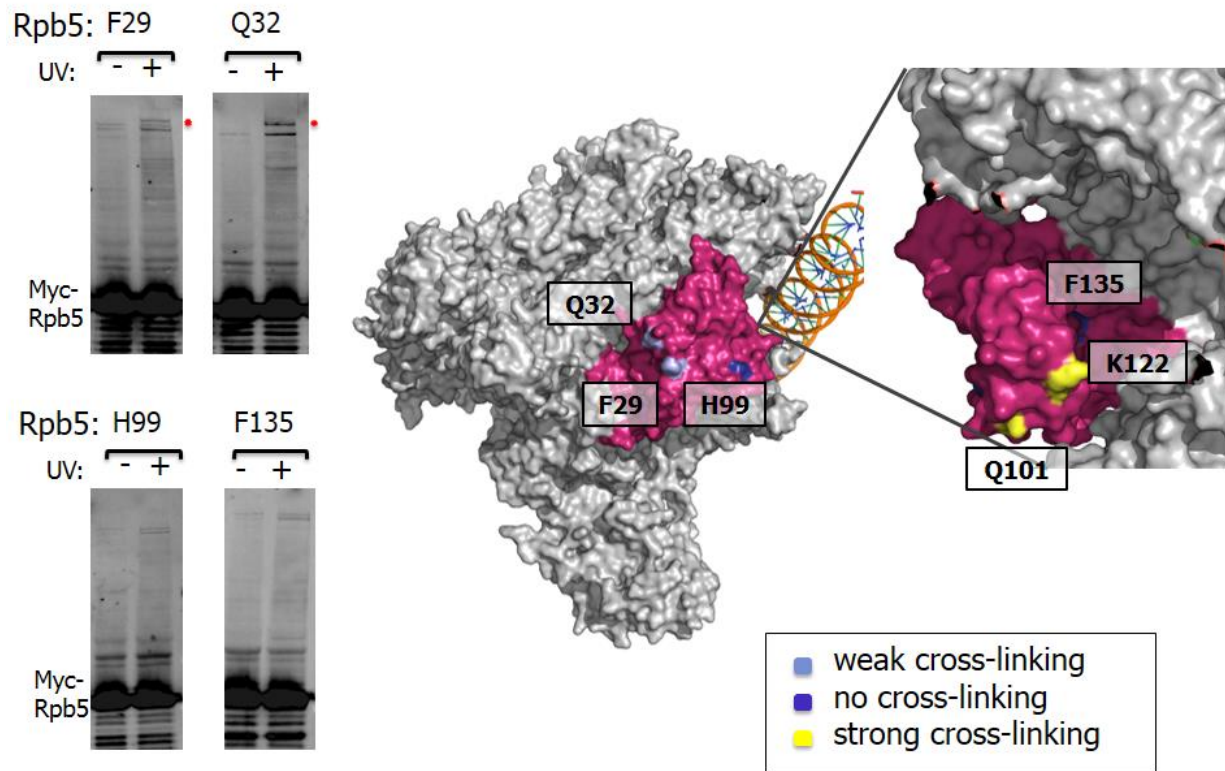 Rpb5: F29 Q32
UV: - + - +
Myc-
Rpb5
Rpb5: H99 F135
UV: - + - +
Myc-
Rpb5
Q32
F29
H99
F135
K122
Q101
weak cross-linking
no cross-linking
strong cross-linking